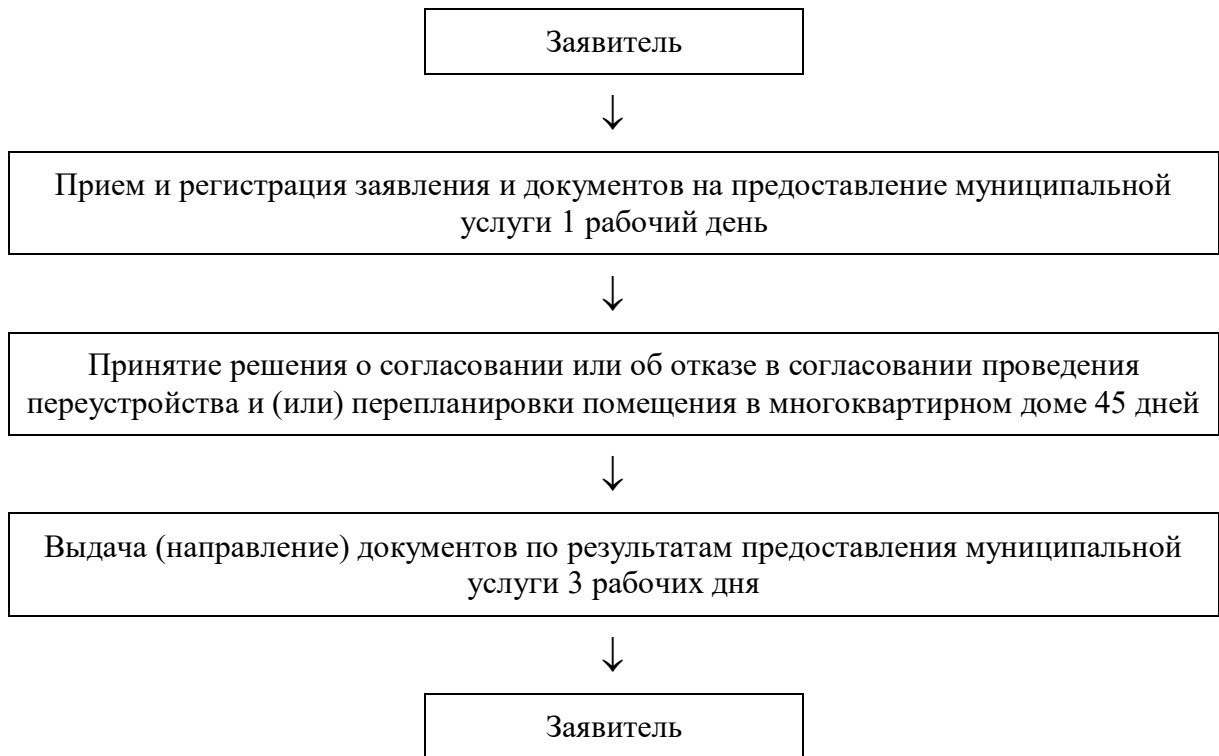 Заявитель
↓
Прием и регистрация заявления и документов на предоставление муниципальной
услуги 1 рабочий день
↓
Принятие решения о согласовании или об отказе в согласовании проведения
переустройства и (или) перепланировки помещения в многоквартирном доме 45 дней
↓
Выдача (направление) документов по результатам предоставления муниципальной
услуги 3 рабочих дня
↓
Заявитель